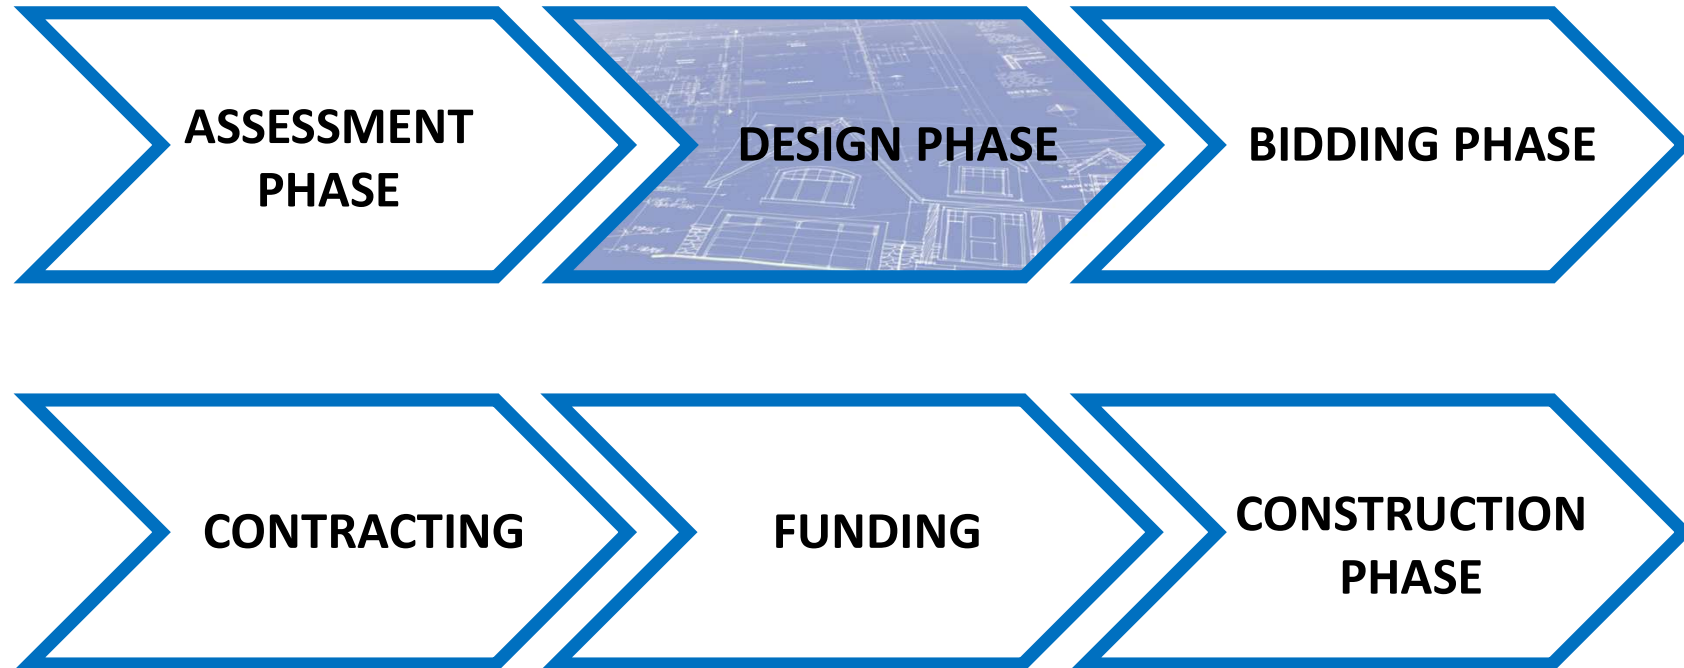 ASSESSMENT
PHASE
DESIGN PHASE
BIDDING PHASE
CONTRACTING
FUNDING
CONSTRUCTION
PHASE